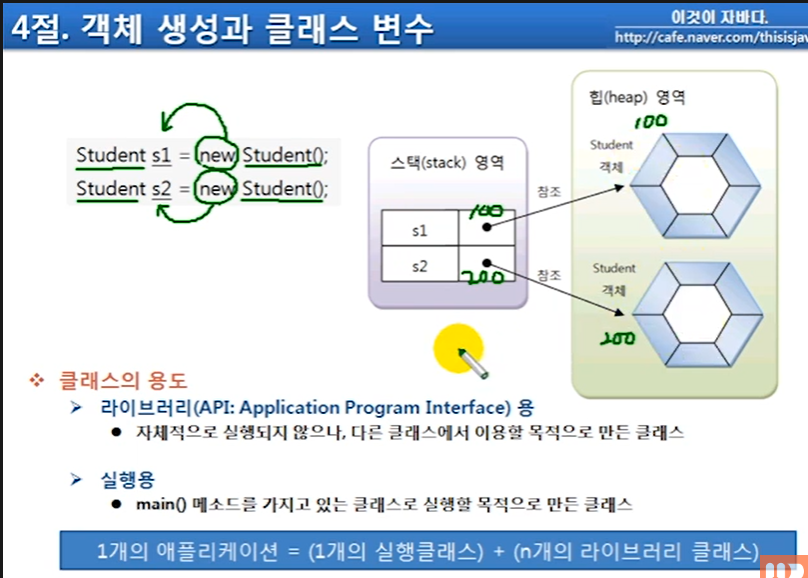 4절. 객체 생성과 클래스 변수
이것이 자바다.
http://cafe.naver.com/thisisjav
Student s1 = new Student();
Student s2 = new Student();
스택(stack) 영역
100
s1
s2
200
참조
참조
힙(heap) 영역
100
Student
객체
Student
객체
200
❖ 클래스의 용도
➢ 라이브러리(API: Application Program Interface) 용
● 자체적으로 실행되지 않으나, 다른 클래스에서 이용할 목적으로 만든 클래스
➢ 실행용
● main() 메소드를 가지고 있는 클래스로 실행할 목적으로 만든 클래스
1개의 애플리케이션 = (1개의 실행클래스) + (n개의 라이브러리 클래스)